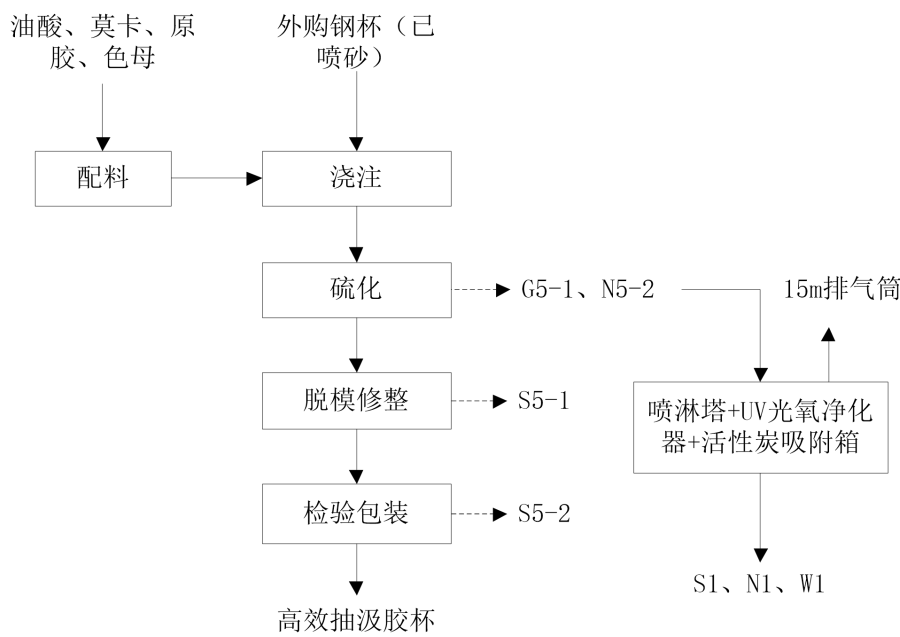 油酸、莫卡、原
胶、色母
外购钢杯（已
喷砂）
配料
浇注
硫化
G5-1、N5-2
15m排气筒
脱模修整
S5-1
喷淋塔+UV光氧净化
器+活性炭吸附箱
检验包装
S5-2
S1、N1、W1
高效抽汲胶杯